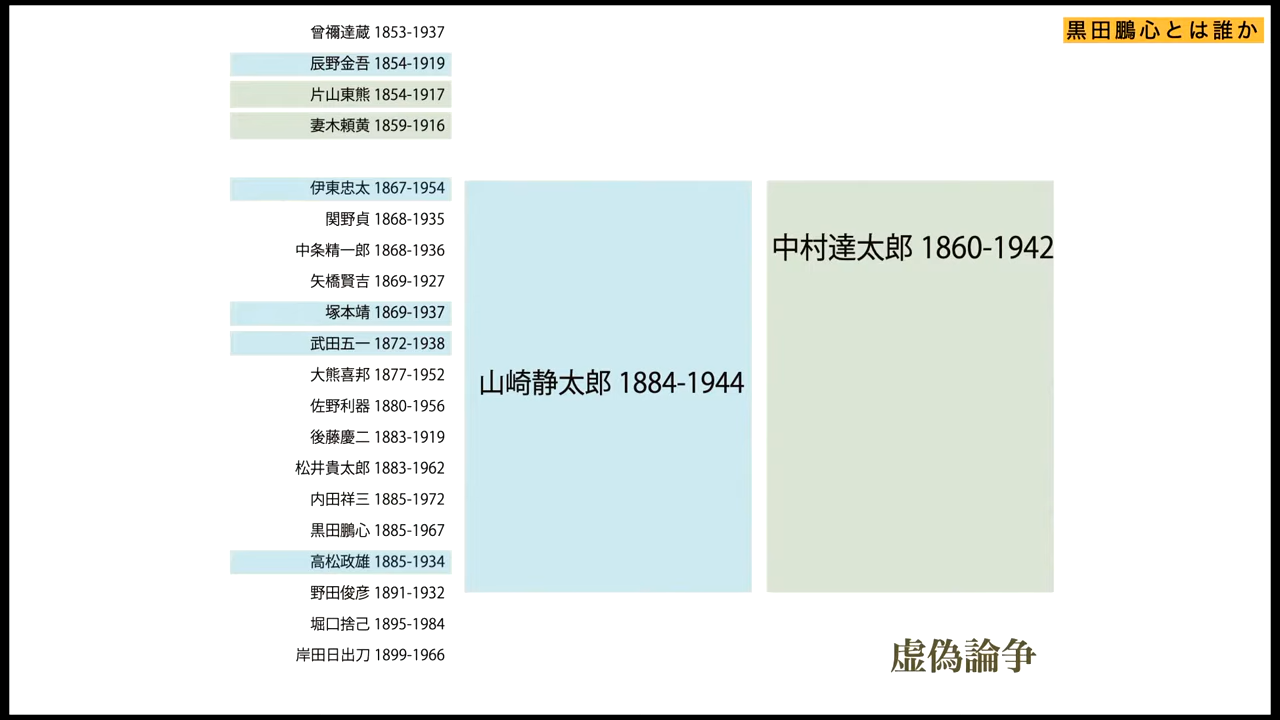 黒田鵬心とは誰か
曾禰達蔵 1853-1937
辰野金吾 1854-1919
片山東熊 1854-1917
妻木頼黄 1859-1916
伊東忠太 1867-1954
関野貞 1868-1935
中条精一郎 1868-1936
矢橋賢吉 1869-1927
塚本靖 1869-1937
武田五一 1872-1938
大熊喜邦 1877-1952
佐野利器 1880-1956
後藤慶二 1883-1919
松井貴太郎 1883-1962
内田祥三 1885-1972
黒田鵬心 1885-1967
高松政雄 1885-1934
野田俊彦 1891-1932
堀口捨己 1895-1984
岸田日出刀 1899-1966
山崎静太郎 1884-1944
中村達太郎 1860-1942
虚偽論争